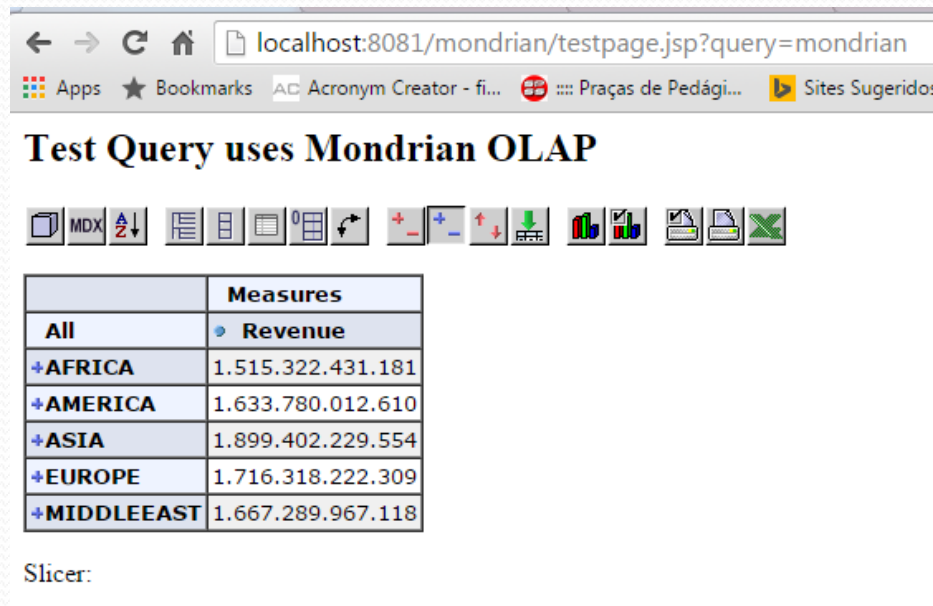 localhost:8081/mondrian/testpage.jsp?query=mondrian
Apps Bookmarks AC Acronym Creator - fi... :::: Praças de Pedági... Sites Sugeridos
Test Query uses Mondrian OLAP
MDX A Z 0
Measures
All Revenue
+AFRICA 1.515.322.431.181
+AMERICA 1.633.780.012.610
+ASIA 1.899.402.229.554
+EUROPE 1.716.318.222.309
+MIDDLEEAST 1.667.289.967.118
Slicer: